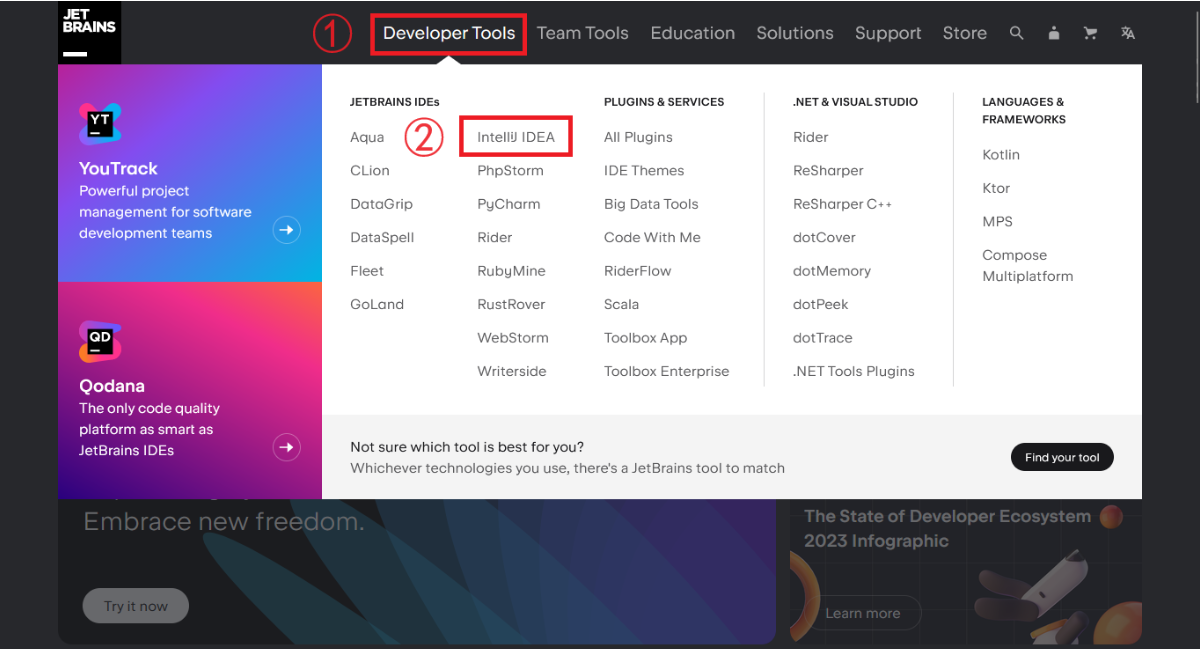 JET
BRAINS
① Developer Tools Team Tools Education Solutions Support Store
YT
YouTrack
Powerful project
management for software
development teams
QD
Qodana
The only code quality
platform as smart as
JetBrains IDEs
JETBRAINS IDEs
Aqua
CLion
DataGrip
DataSpell
Fleet
GoLand
② IntelliJ IDEA
PhpStorm
PyCharm
Rider
RubyMine
RustRover
WebStorm
Writerside
PLUGINS & SERVICES
All Plugins
IDE Themes
Big Data Tools
Code With Me
RiderFlow
Scala
Toolbox App
Toolbox Enterprise
.NET & VISUAL STUDIO
Rider
ReSharper
ReSharper C++
dotCover
dotMemory
dotPeek
dotTrace
.NET Tools Plugins
LANGUAGES &
FRAMEWORKS
Kotlin
Ktor
MPS
Compose
Multiplatform
Not sure which tool is best for you?
Whichever technologies you use, there's a JetBrains tool to match
Find your tool
Embrace new freedom.
Try it now
The State of Developer Ecosystem
2023 Infographic
Learn more